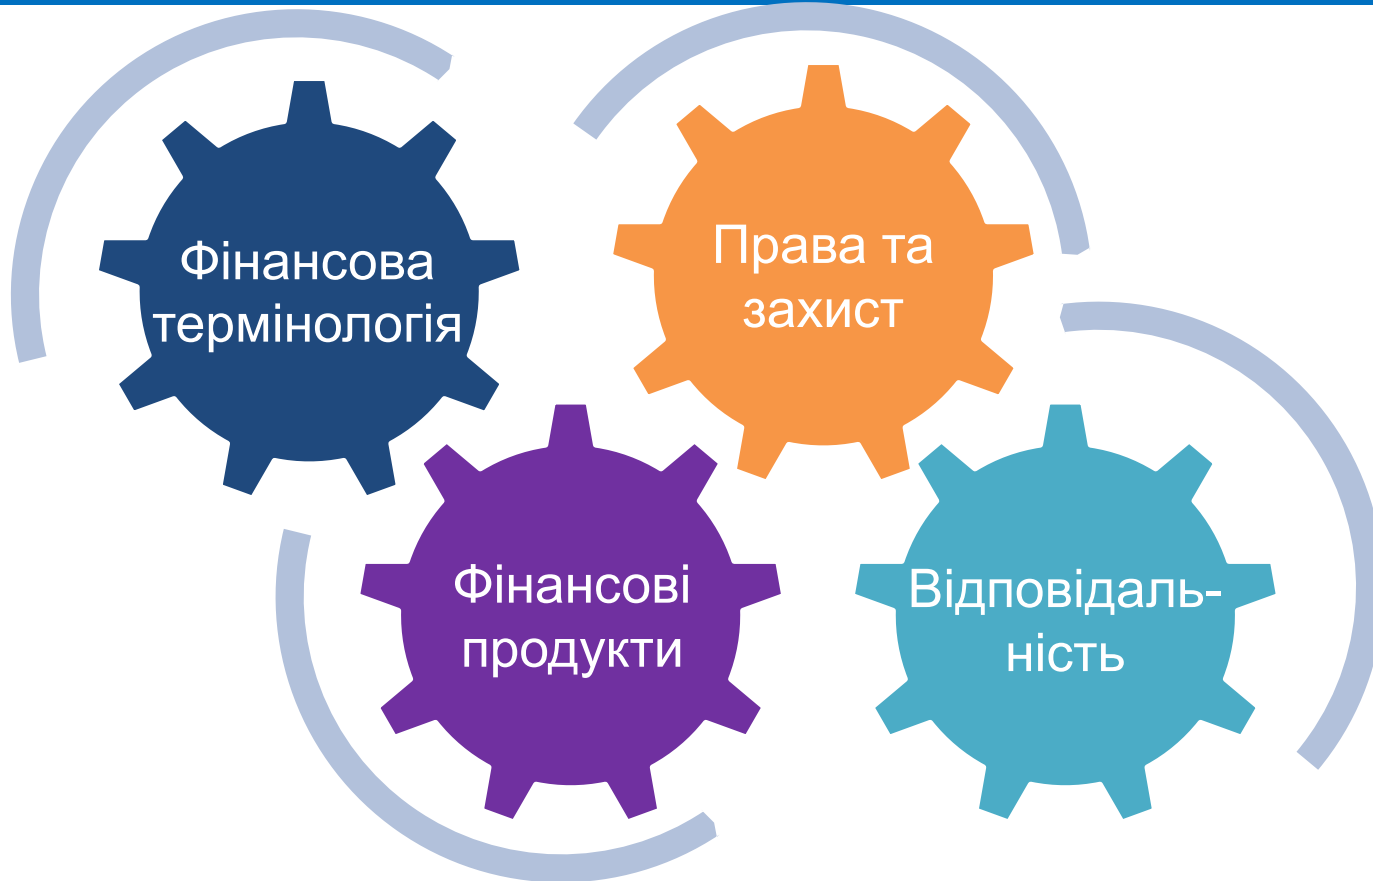 Фінансова
термінологія
Права та
захист
Фінансові
продукти
Відповідаль-
ність